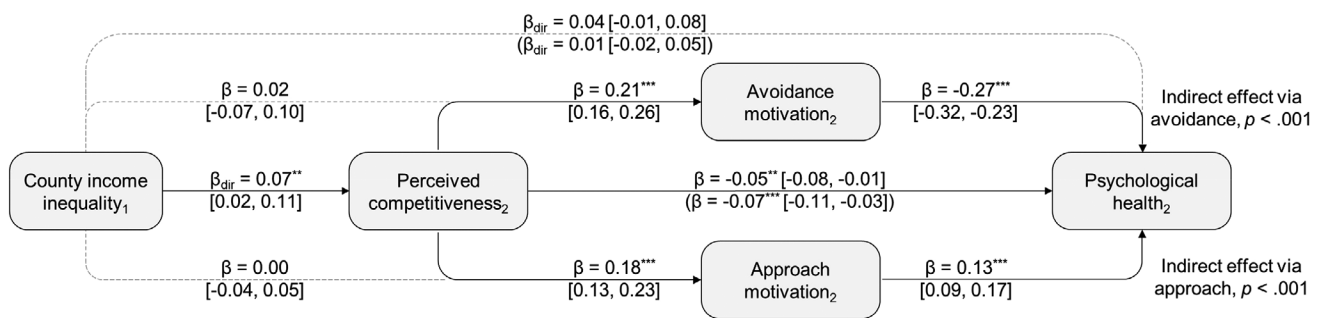 βdir = 0.04 [-0.01, 0.08]
(βdir = 0.01 [-0.02, 0.05])
β = 0.02
[-0.07, 0.10]
β = 0.21***
[0.16, 0.26]
Avoidance
motivation₂
β = -0.27***
[-0.32, -0.23]
Indirect effect via
avoidance, p < .001
County income
inequality₁
βdir = 0.07**
[0.02, 0.11]
Perceived
competitiveness₂
β = -0.05** [-0.08, -0.01]
(β = -0.07*** [-0.11, -0.03])
Psychological
health₂
β = 0.00
[-0.04, 0.05]
β = 0.18***
[0.13, 0.23]
Approach
motivation₂
β = 0.13***
[0.09, 0.17]
Indirect effect via
approach, p < .001